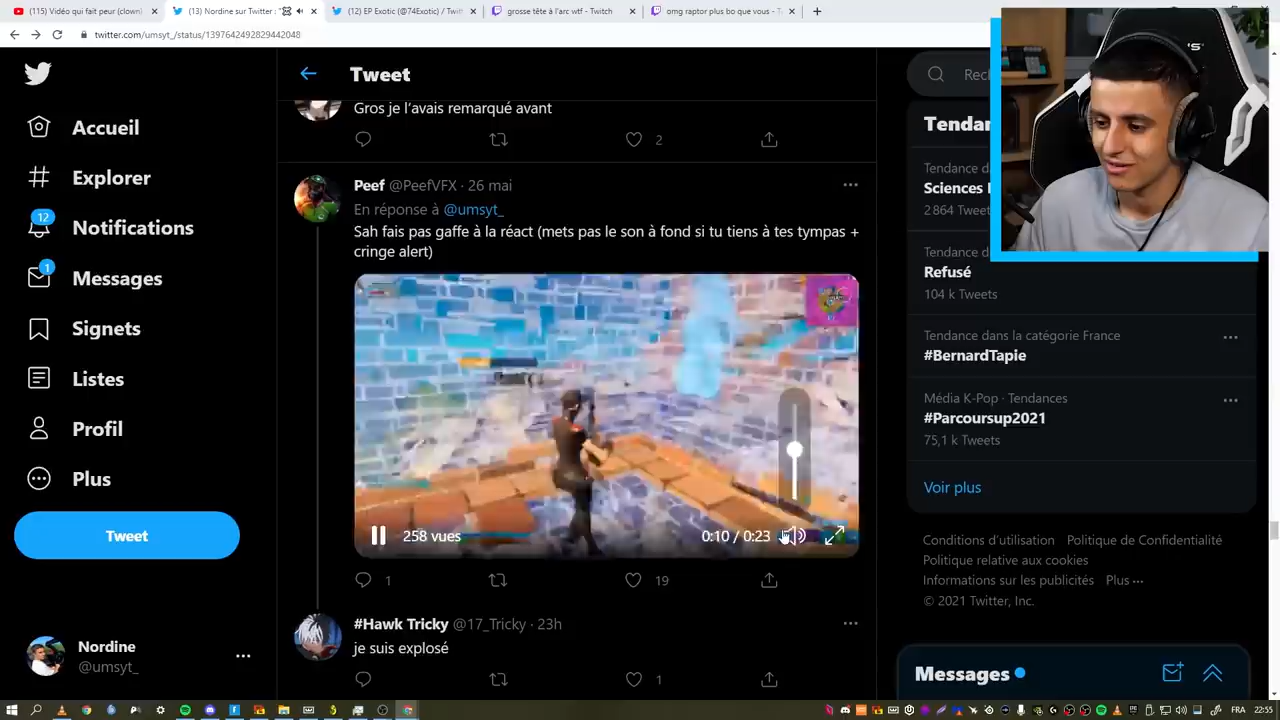 (115) Vidéo qui fait peur (clown)
(13) Nordine sur Twitter : "
(12) EP Exotic (@74Exotic) / Twit
grosse tête à l'arc wtf - Twitch
omg raptor plus bo que vous - T
twitter.com/umsyt_/status/1397642492829442048
Accueil
Explorer
12
Notifications
1
Messages
Signets
Listes
Profil
Plus
Tweet
Nordine
@umsyt_
Tweet
Gros je l'avais remarqué avant
2
Peef @PeefVFX · 26 mai
En réponse à @umsyt_
Sah fais pas gaffe à la réact (mets pas le son à fond si tu tiens à tes tympas +
cringe alert)
258 vues
0:10 / 0:23
1
19
#Hawk Tricky @17_Tricky · 23h
je suis explosé
1
Rec
Tendan
Tendance d
Sciences
2 864 Tweet
Tendance d
Refusé
104 k Tweets
Tendance dans la catégorie France
#BernardTapie
Média K-Pop · Tendances
#Parcoursup2021
75,1 k Tweets
Voir plus
Conditions d'utilisation Politique de Confidentialité
Politique relative aux cookies
Informations sur les publicités Plus
© 2021 Twitter, Inc.
Messages
FRA 22:55